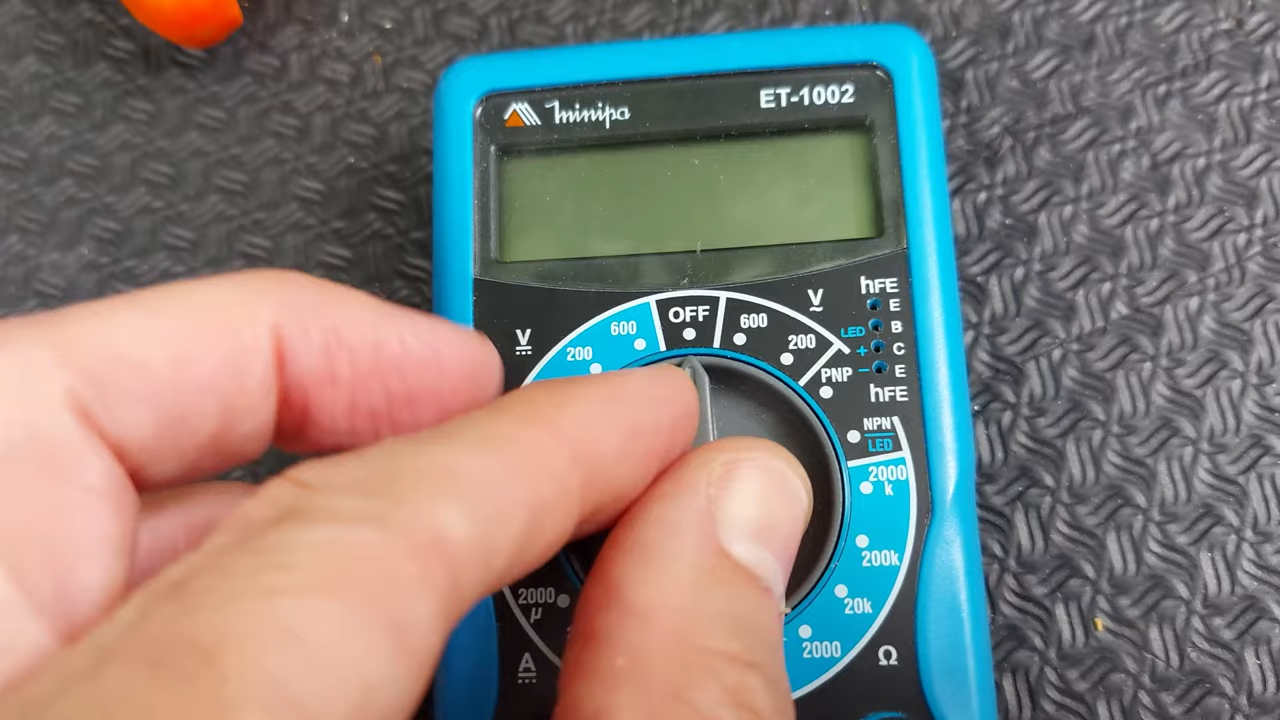 minipa
ET-1002
V
600
OFF
600
V
200
200
hFE
E
LED
B
+
C
−
E
PNP
hFE
NPN
LED
2000
k
200k
20k
2000
Ω
2000
µ
A